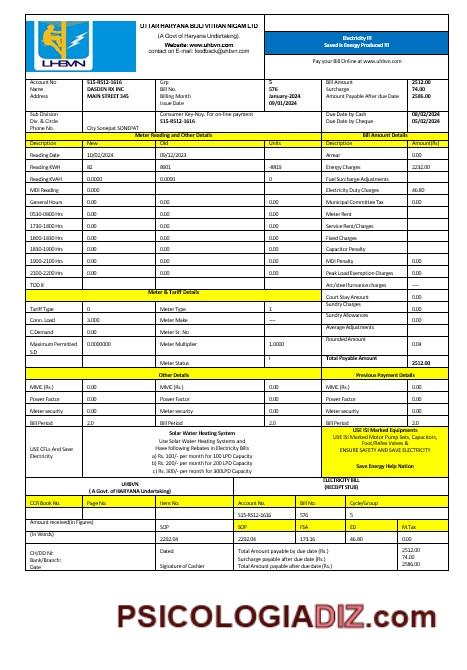 UTTAR HARYANA BIJLI VITRAN NIGAM LTD
(A Govt of Haryana Undertaking).
Website: www.uhbvn.com
contact on E-mail: feedback@uhbvn.com
UHBVN
Electricity Bill
Saved is Energy Produced Bill
Pay your Bill Online at www.uhbvn.com
Account No S15-RS12-1616 Grp 5 Bill Amount 2512.00
Name DASDEN RX INC Bill No. 576 Surcharge 74.00
Address MAIN STREET 345 Billing Month January-2024 Amount Payable After due Date 2586.00
Issue Date 09/01/2024
Sub Division Consumer Key-Noy. For on-line payment Due Date by Cash 08/02/2024
Div. & Circle S15-RS12-1616 Due Date by Cheque 05/02/2024
Phone No. City Sonepat SONEPAT
Meter Reading and Other Details Bill Amount Details
Description New Old Units Description Amount(Rs)
Reading Date 10/02/2024 09/12/2023 Arrear 0.00
Reading KWH 82 8901 -8819 Energy Charges 2232.00
Reading KVAH 0.0000 0.0000 0 Fuel Surcharge Adjustments
MDI Reading 0.000 Electricity Duty Charges 46.80
General Hours 0.00 0.00 0.00 Municipal Committee Tax 0.00
0530-0800 Hrs 0.00 0.00 0.00 Meter Rent
1730-1800 Hrs 0.00 0.00 0.00 Service Rent/Charges
1800-1830 Hrs 0.00 0.00 0.00 Fixed Charges
1830-1900 Hrs 0.00 0.00 0.00 Capacitor Penalty
1900-2100 Hrs 0.00 0.00 0.00 MDI Penalty 0.00
2100-2200 Hrs 0.00 0.00 0.00 Peak Load Exemption Charges 0.00
TOD 8 Arc/steel furnance charges ----
Meter & Tariff Details Court Stay Amount 0.00
Sundry Charges
Tariff Type 0 Meter Type 1 0.00
Sundry Allowances
Conn. Load 3.000 Meter Make ---- 0.00
Average Adjustments
C.Demand 0.00 Meter Sr. No
Rounded Amount
Maximum Permitted S.D 0.0000000 Meter Multiplier 1.0000 0.04
Meter Status Total Payable Amount
2512.00
Other Details Previous Payment Details
MMC (Rs.) 0.00 MMC (Rs.) 0.00 MMC (Rs.) 0.00
Power Factor 0.00 Power Factor 0.00 Power Factor 0.00
Meter security 0.00 Meter security 0.00 Meter security 0.00
Bill Period 2.0 Bill Period 2.0 Bill Period 2.0
USE CFLs And Save Electricity
Solar Water Heating System
Use Solar Water Heating Systems and
Have following Rebates in Electricity Bills
a) Rs. 100/- per month for 100 LPD Capacity
b) Rs. 200/- per month for 200 LPD Capacity
c) Rs. 300/- per month for 300LPD Capacity
USE ISI Marked Equipments
USE ISI Marked Motor Pump Sets, Capacitors,
Foot/Refex Valves &
ENSURE SAFETY AND SAVE ELECTRICITY
Save Energy Help Nation
UHBVN
( A Govt. of HARYANA Undertaking)
ELECTRICITY BILL
(RECEIPT STUB)
CCR Book No. Page No. Item No. Account No. Bill No. Cycle/Group
S15-RS12-1616 576 5
Amount received(in Figures) SOP SOP FSA ED M.Tax
(In Words) 2232.04 2232.04 173.16 46.80 0.00
CH/DD Nr. Dated Total Amount payable by due date (Rs.) 2512.00
Bank/Branch: Surcharge payable after due date (Rs.) 74.00
Date Signature of Cashier Total Amount payable after due date (Rs.) 2586.00
PSICOLOGIADIZ.com